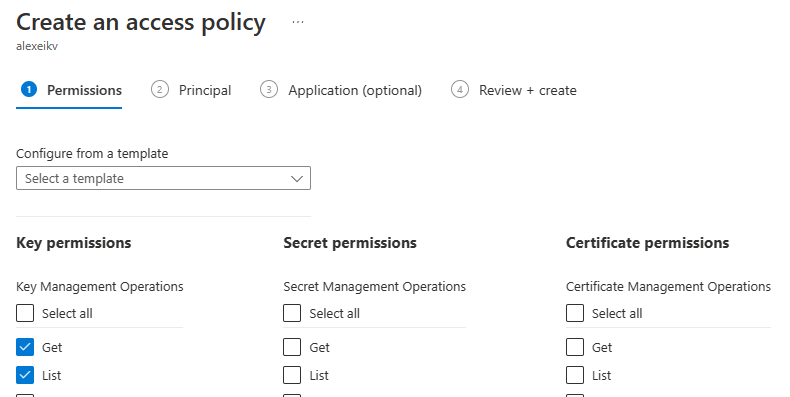 Create an access policy ...
alexeikv
1 Permissions 2 Principal 3 Application (optional) 4 Review + create
Configure from a template
Select a template
Key permissions Secret permissions Certificate permissions
Key Management Operations Secret Management Operations Certificate Management Operations
Select all Select all Select all
Get Get Get
List List List